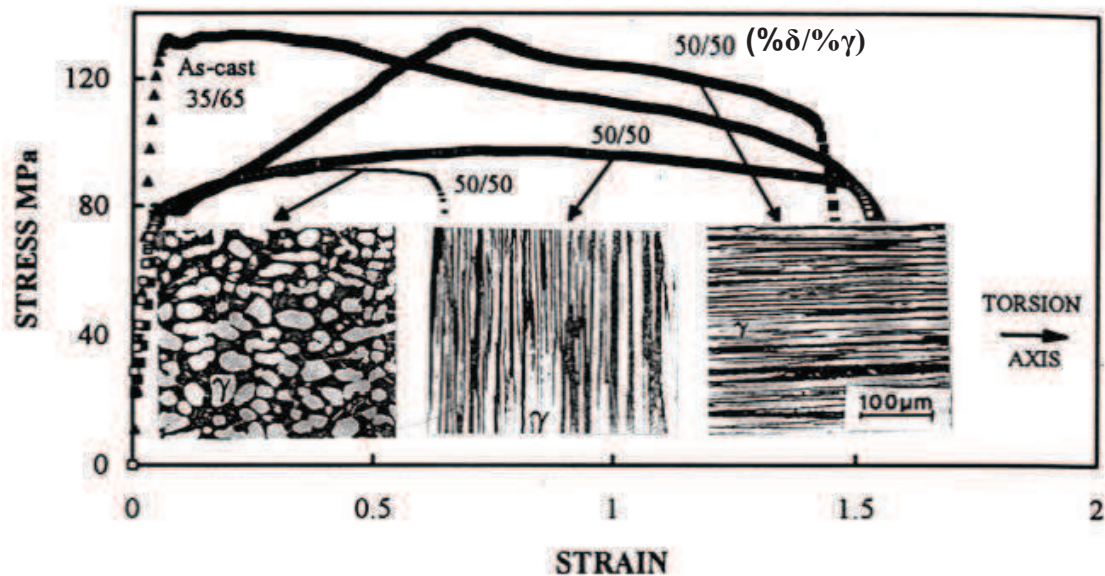 50/50 (%δ/%γ)
As-cast
35/65
50/50
50/50
120
80
40
0
STRESS MPa
γ
γ
γ
100μm
TORSION
AXIS
0
0.5
1
1.5
2
STRAIN